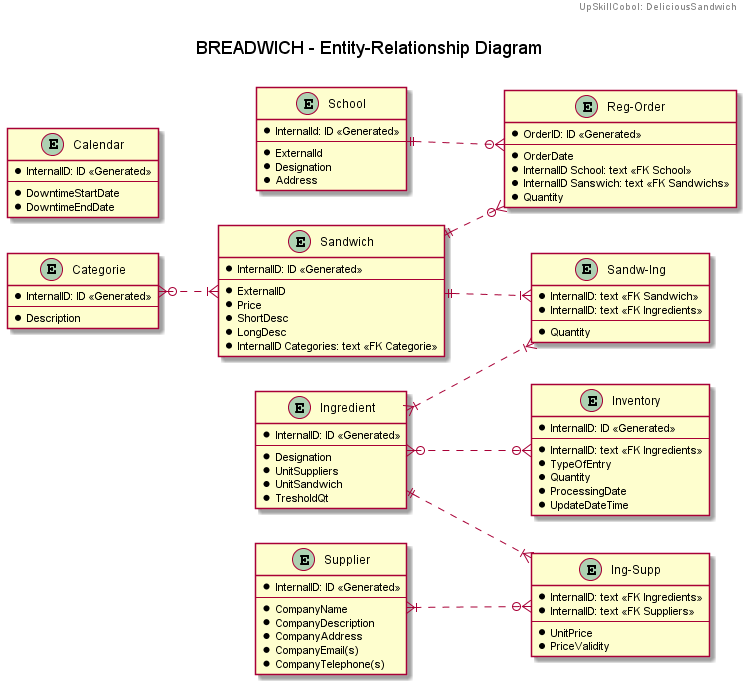 UpSkillCobol: DeliciousSandwich
BREADWICH - Entity-Relationship Diagram
E Calendar
InternalID: ID «Generated»
DowntimeStartDate
DowntimeEndDate
E Categorie
InternalID: ID «Generated»
Description
E School
InternalId: ID «Generated»
ExternalId
Designation
Address
E Sandwich
InternalID: ID «Generated»
ExternalID
Price
ShortDesc
LongDesc
InternalID Categories: text «FK Categorie»
E Ingredient
InternalID: ID «Generated»
Designation
UnitSuppliers
UnitSandwich
TresholdQt
E Supplier
InternalID: ID «Generated»
CompanyName
CompanyDescription
CompanyAddress
CompanyEmail(s)
CompanyTelephone(s)
E Reg-Order
OrderID: ID «Generated»
OrderDate
InternalID School: text «FK School»
InternalID Sanswich: text «FK Sandwichs»
Quantity
E Sandw-Ing
InternalID: text «FK Sandwich»
InternalID: text «FK Ingredients»
Quantity
E Inventory
InternalID: ID «Generated»
InternalID: text «FK Ingredients»
TypeOfEntry
Quantity
ProcessingDate
UpdateDateTime
E Ing-Supp
InternalID: text «FK Ingredients»
InternalID: text «FK Suppliers»
UnitPrice
PriceValidity